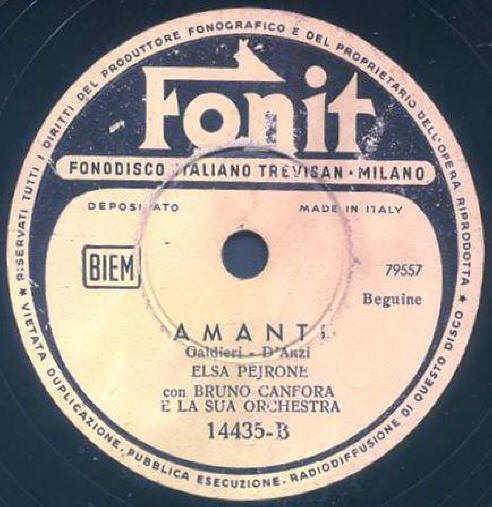 ★ RISERVATI TUTTI I DIRITTI DEL PRODUTTORE FONOGRAFICO E DEL PROPRIETARIO DELL'OPERA RIPRODOTTA ★
Fonit
FONODISCO ITALIANO TREVISAN · MILANO
DEPOSITATO MADE IN ITALY
BIEM
79557
Beguine
AMANTI
Galdieri - D'Anzi
ELSA PEJRONE
con BRUNO CANFORA
E LA SUA ORCHESTRA
14435-B
VIETATA DUPLICAZIONE, PUBBLICA ESECUZIONE - RADIODIFFUSIONE DI QUESTO DISCO